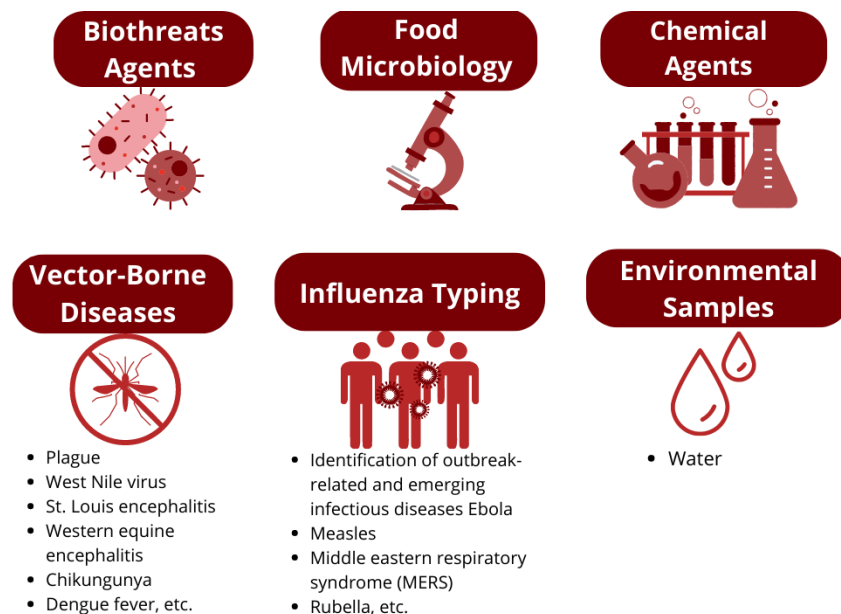 Biothreats
Agents
Food
Microbiology
Chemical
Agents
Vector-Borne
Diseases
• Plague
• West Nile virus
• St. Louis encephalitis
• Western equine
encephalitis
• Chikungunya
• Dengue fever, etc.
Influenza Typing
• Identification of outbreak-
related and emerging
infectious diseases Ebola
• Measles
• Middle eastern respiratory
syndrome (MERS)
• Rubella, etc.
Environmental
Samples
• Water